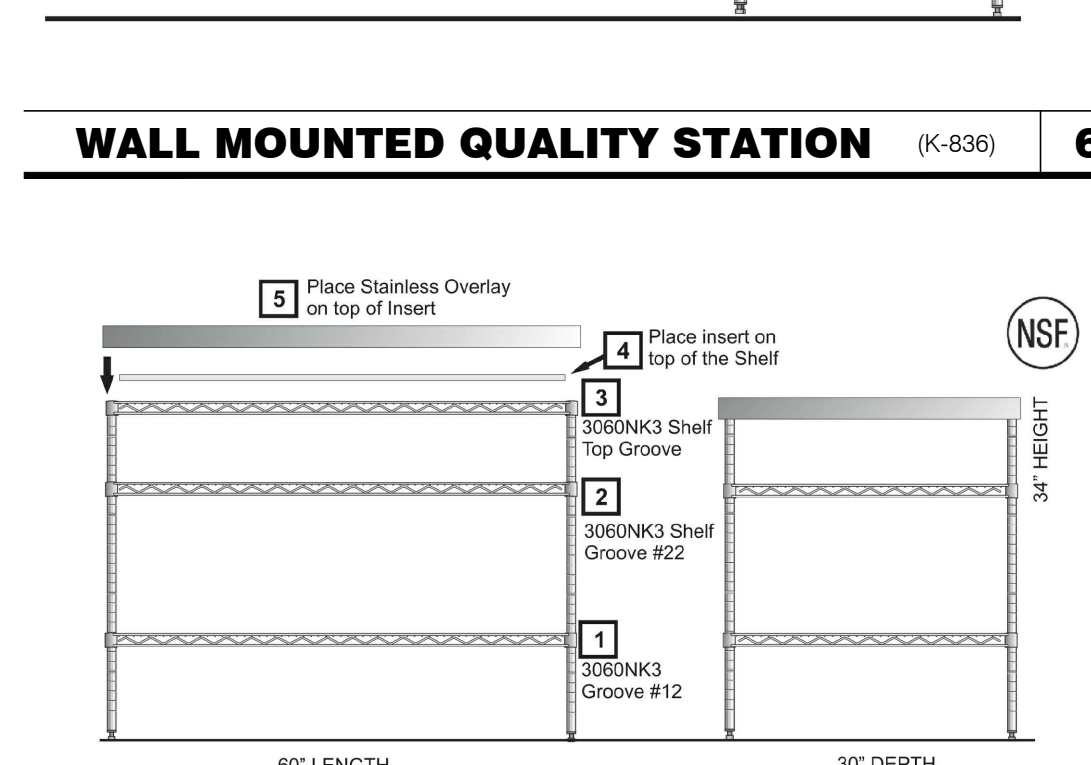 WALL MOUNTED QUALITY STATION (K-836) 6
5 Place Stainless Overlay
on top of Insert
4 Place insert on
top of the Shelf
NSF
3
3060NK3 Shelf
Top Groove
34” HEIGHT
2
3060NK3 Shelf
Groove #22
1
3060NK3
Groove #12
60” LENGTH
30” DEPTH